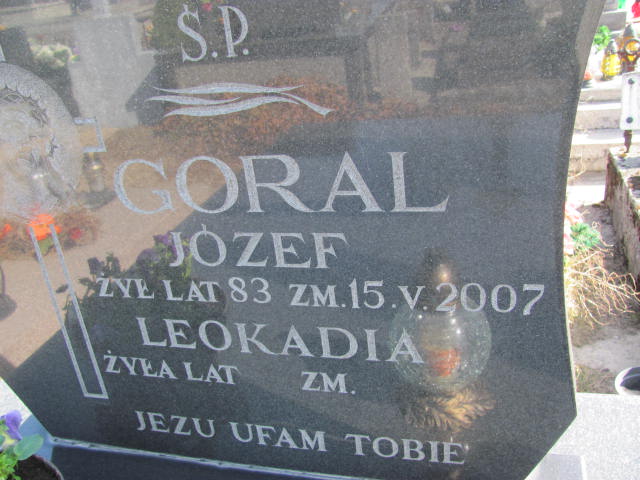 Ś.P.
GORAL
JÓZEF
ŻYŁ LAT 83 ZM. 15. V. 2007
LEOKADIA
ŻYŁA LAT ZM.
JEZU UFAM TOBIE